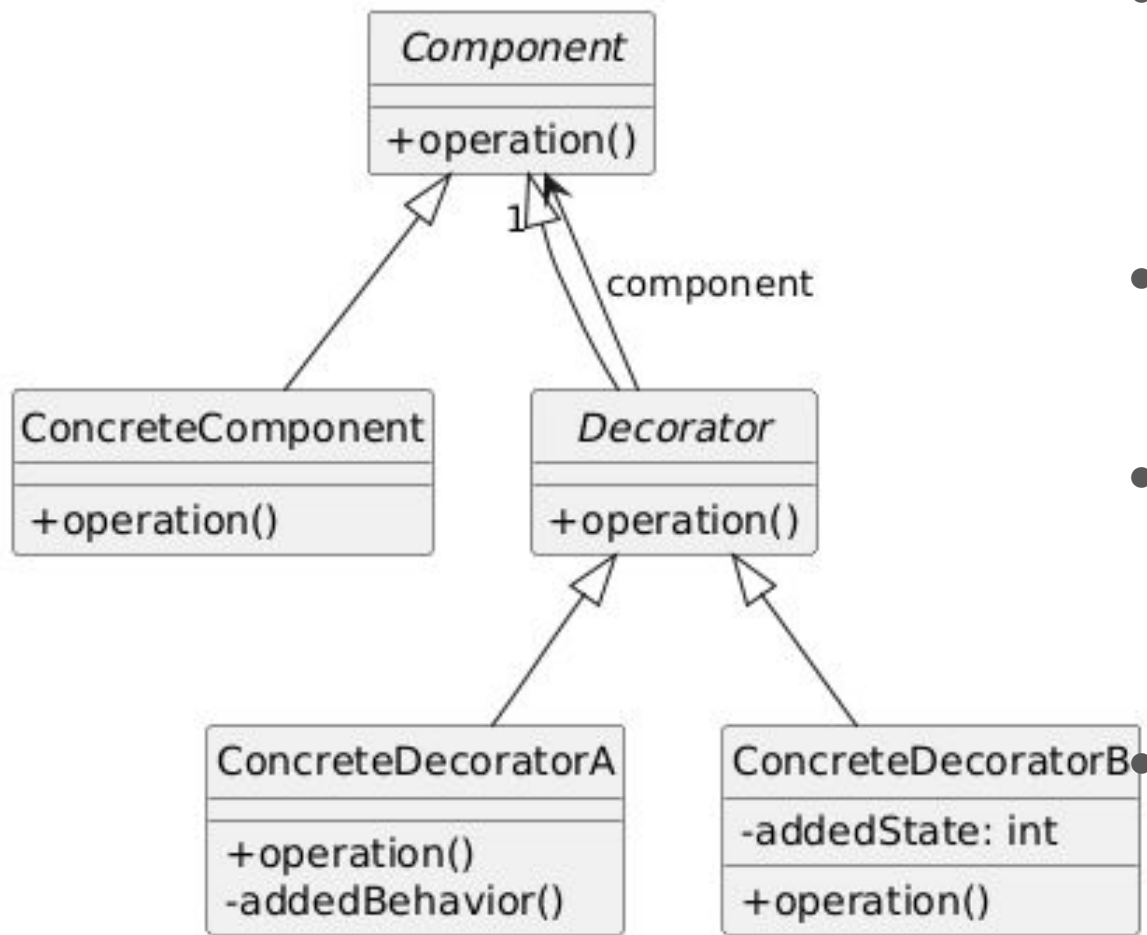 Component
+operation()
1
component
ConcreteComponent
+operation()
Decorator
+operation()
ConcreteDecoratorA
+operation()
-addedBehavior()
ConcreteDecoratorB
-addedState: int
+operation()